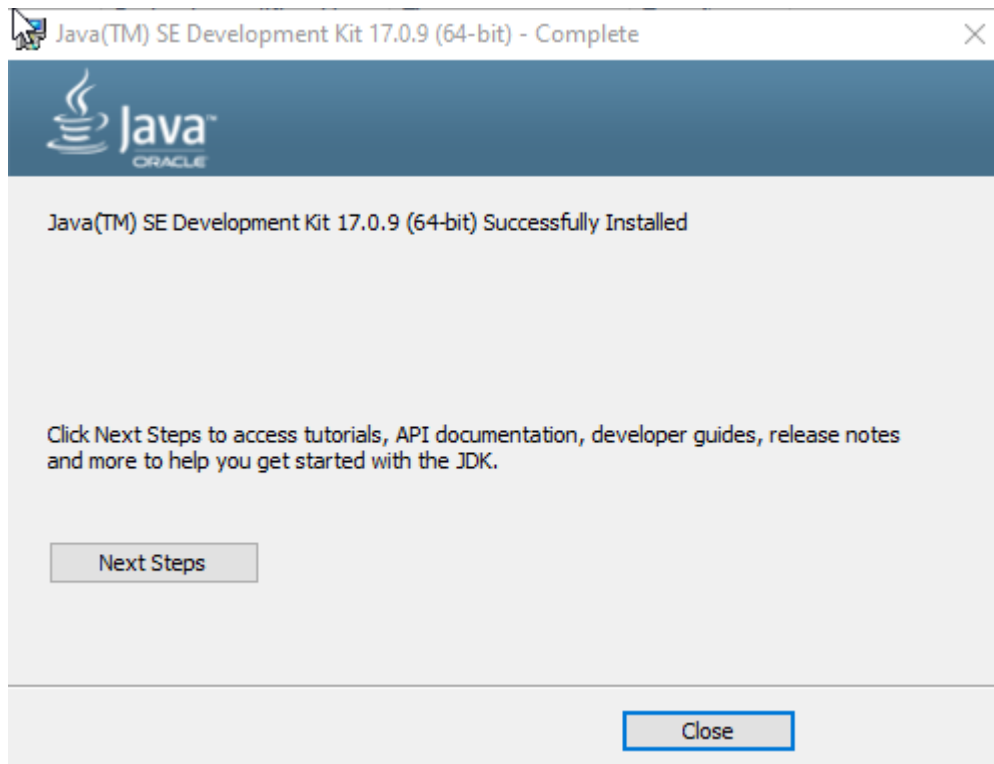 Java(TM) SE Development Kit 17.0.9 (64-bit) - Complete
Java™
ORACLE
Java(TM) SE Development Kit 17.0.9 (64-bit) Successfully Installed
Click Next Steps to access tutorials, API documentation, developer guides, release notes
and more to help you get started with the JDK.
Next Steps
Close